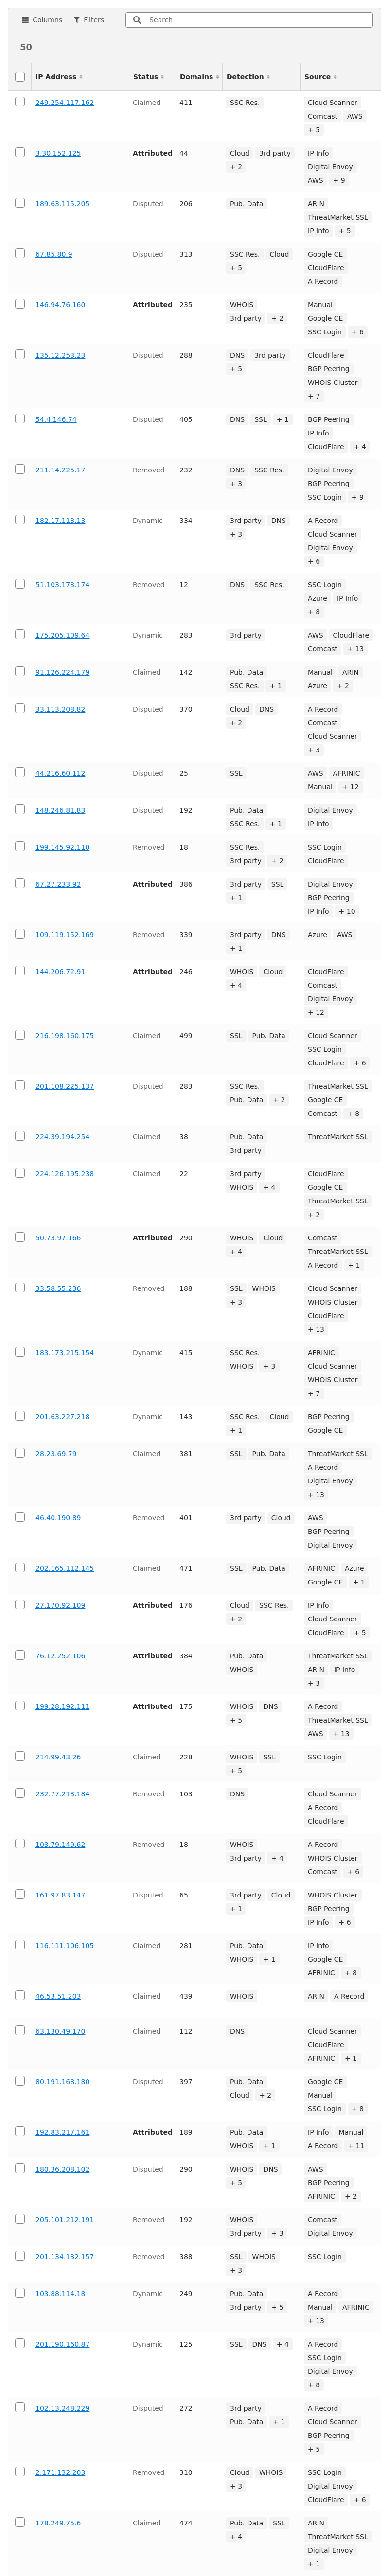 Columns Filters Search
50
IP Address Status Domains Detection Source
249.254.117.162 Claimed 411 SSC Res. Cloud Scanner
Comcast AWS
+ 5
3.30.152.125 Attributed 44 Cloud 3rd party IP Info
+ 2 Digital Envoy
AWS + 9
189.63.115.205 Disputed 206 Pub. Data ARIN
ThreatMarket SSL
IP Info + 5
67.85.80.9 Disputed 313 SSC Res. Cloud Google CE
+ 5 CloudFlare
A Record
146.94.76.160 Attributed 235 WHOIS Manual
3rd party + 2 Google CE
SSC Login + 6
135.12.253.23 Disputed 288 DNS 3rd party CloudFlare
+ 5 BGP Peering
WHOIS Cluster
+ 7
54.4.146.74 Disputed 405 DNS SSL + 1 BGP Peering
IP Info
CloudFlare + 4
211.14.225.17 Removed 232 DNS SSC Res. Digital Envoy
+ 3 BGP Peering
SSC Login + 9
182.17.113.13 Dynamic 334 3rd party DNS A Record
+ 3 Cloud Scanner
Digital Envoy
+ 6
51.103.173.174 Removed 12 DNS SSC Res. SSC Login
Azure IP Info
+ 8
175.205.109.64 Dynamic 283 3rd party AWS CloudFlare
Comcast + 13
91.126.224.179 Claimed 142 Pub. Data Manual ARIN
SSC Res. + 1 Azure + 2
33.113.208.82 Disputed 370 Cloud DNS A Record
+ 2 Comcast
Cloud Scanner
+ 3
44.216.60.112 Disputed 25 SSL AWS AFRINIC
Manual + 12
148.246.81.83 Disputed 192 Pub. Data Digital Envoy
SSC Res. + 1 IP Info
199.145.92.110 Removed 18 SSC Res. SSC Login
3rd party + 2 CloudFlare
67.27.233.92 Attributed 386 3rd party SSL Digital Envoy
+ 1 BGP Peering
IP Info + 10
109.119.152.169 Removed 339 3rd party DNS Azure AWS
+ 1
144.206.72.91 Attributed 246 WHOIS Cloud CloudFlare
+ 4 Comcast
Digital Envoy
+ 12
216.198.160.175 Claimed 499 SSL Pub. Data Cloud Scanner
SSC Login
CloudFlare + 6
201.108.225.137 Disputed 283 SSC Res. ThreatMarket SSL
Pub. Data + 2 Google CE
Comcast + 8
224.39.194.254 Claimed 38 Pub. Data ThreatMarket SSL
3rd party
224.126.195.238 Claimed 22 3rd party CloudFlare
WHOIS + 4 Google CE
ThreatMarket SSL
+ 2
50.73.97.166 Attributed 290 WHOIS Cloud Comcast
+ 4 ThreatMarket SSL
A Record + 1
33.58.55.236 Removed 188 SSL WHOIS Cloud Scanner
+ 3 WHOIS Cluster
CloudFlare
+ 13
183.173.215.154 Dynamic 415 SSC Res. AFRINIC
WHOIS + 3 Cloud Scanner
WHOIS Cluster
+ 7
201.63.227.218 Dynamic 143 SSC Res. Cloud BGP Peering
+ 1 Google CE
28.23.69.79 Claimed 381 SSL Pub. Data ThreatMarket SSL
A Record
Digital Envoy
+ 13
46.40.190.89 Removed 401 3rd party Cloud AWS
BGP Peering
Digital Envoy
202.165.112.145 Claimed 471 SSL Pub. Data AFRINIC Azure
Google CE + 1
27.170.92.109 Attributed 176 Cloud SSC Res. IP Info
+ 2 Cloud Scanner
CloudFlare + 5
76.12.252.106 Attributed 384 Pub. Data ThreatMarket SSL
WHOIS ARIN IP Info
+ 3
199.28.192.111 Attributed 175 WHOIS DNS A Record
+ 5 ThreatMarket SSL
AWS + 13
214.99.43.26 Claimed 228 WHOIS SSL SSC Login
+ 5
232.77.213.184 Removed 103 DNS Cloud Scanner
A Record
CloudFlare
103.79.149.62 Removed 18 WHOIS A Record
3rd party + 4 WHOIS Cluster
Comcast + 6
161.97.83.147 Disputed 65 3rd party Cloud WHOIS Cluster
+ 1 BGP Peering
IP Info + 6
116.111.106.105 Claimed 281 Pub. Data IP Info
WHOIS + 1 Google CE
AFRINIC + 8
46.53.51.203 Claimed 439 WHOIS ARIN A Record
63.130.49.170 Claimed 112 DNS Cloud Scanner
CloudFlare
AFRINIC + 1
80.191.168.180 Disputed 397 Pub. Data Google CE
Cloud + 2 Manual
SSC Login + 8
192.83.217.161 Attributed 189 Pub. Data IP Info Manual
WHOIS + 1 A Record + 11
180.36.208.102 Disputed 290 WHOIS DNS AWS
+ 5 BGP Peering
AFRINIC + 2
205.101.212.191 Removed 192 WHOIS Comcast
3rd party + 3 Digital Envoy
201.134.132.157 Removed 388 SSL WHOIS SSC Login
+ 3
103.88.114.18 Dynamic 249 Pub. Data A Record
3rd party + 5 Manual AFRINIC
+ 13
201.190.160.87 Dynamic 125 SSL DNS + 4 A Record
SSC Login
Digital Envoy
+ 8
102.13.248.229 Disputed 272 3rd party A Record
Pub. Data + 1 Cloud Scanner
BGP Peering
+ 5
2.171.132.203 Removed 310 Cloud WHOIS SSC Login
+ 3 Digital Envoy
CloudFlare + 6
178.249.75.6 Claimed 474 Pub. Data SSL ARIN
+ 4 ThreatMarket SSL
Digital Envoy
+ 1